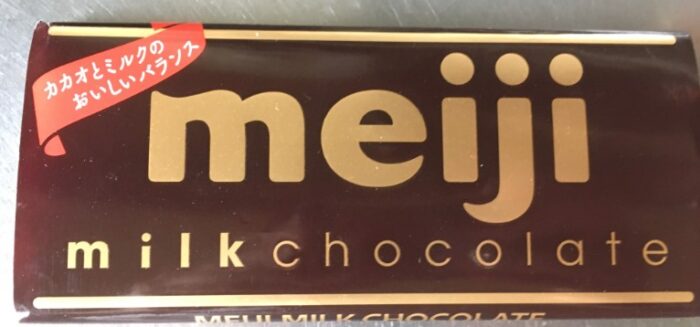 カカオとミルクの
おいしいバランス
meiji
milk chocolate
MEIJI MILK CHOCOLATE